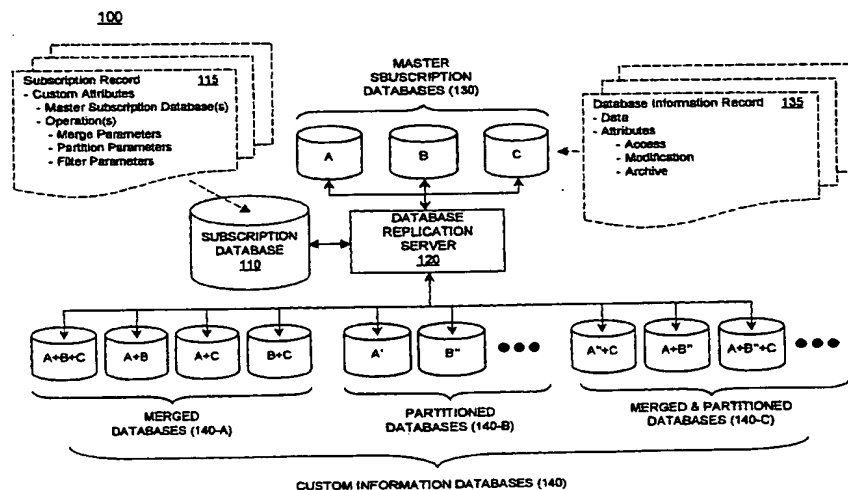 100
Subscription Record 115
- Custom Attributes
- Master Subscription Database(s)
- Operation(s)
- Merge Parameters
- Partition Parameters
- Filter Parameters
MASTER
SBUSCRIPTION
DATABASES (130)
Database Information Record 135
- Data
- Attributes
- Access
- Modification
- Archive
A
B
C
SUBSCRIPTION
DATABASE
110
DATABASE
REPLICATION
SERVER
120
A+B+C
A+B
A+C
B+C
A'
B"
A"+C
A+B"
A+B"+C
MERGED
DATABASES (140-A)
PARTITIONED
DATABASES (140-B)
MERGED & PARTITIONED
DATABASES (140-C)
CUSTOM INFORMATION DATABASES (140)